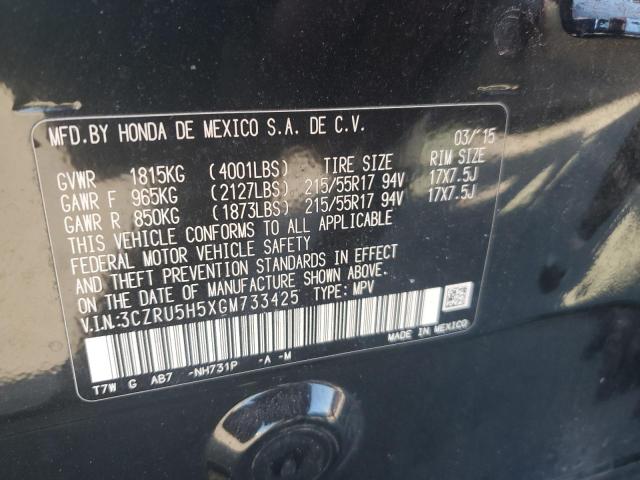 MFD. BY HONDA DE MEXICO S.A. DE C.V. 03/15
GVWR 1815KG (4001LBS) TIRE SIZE RIM SIZE
GAWR F 965KG (2127LBS) 215/55R17 94V 17X7.5J
GAWR R 850KG (1873LBS) 215/55R17 94V 17X7.5J
THIS VEHICLE CONFORMS TO ALL APPLICABLE
FEDERAL MOTOR VEHICLE SAFETY
AND THEFT PREVENTION STANDARDS IN EFFECT
ON THE DATE OF MANUFACTURE SHOWN ABOVE.
V.I.N:3CZRU5H5XGM733425 TYPE: MPV
MADE IN MEXICO
T7W G AB7 -NH731P -A -M